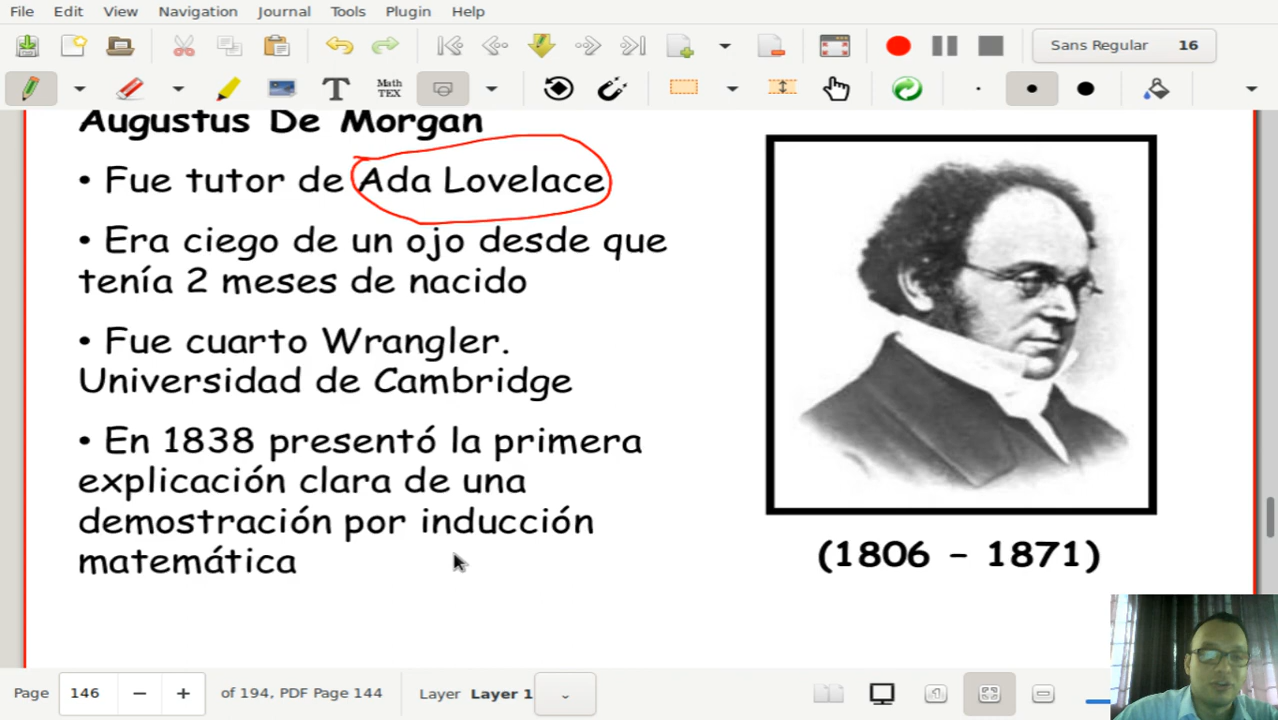 File Edit View Navigation Journal Tools Plugin Help
Sans Regular 16
T Math TEX
Augustus De Morgan
• Fue tutor de Ada Lovelace
• Era ciego de un ojo desde que
tenía 2 meses de nacido
• Fue cuarto Wrangler.
Universidad de Cambridge
• En 1838 presentó la primera
explicación clara de una
demostración por inducción
matemática
(1806 - 1871)
Page 146 − + of 194, PDF Page 144 Layer Layer 1